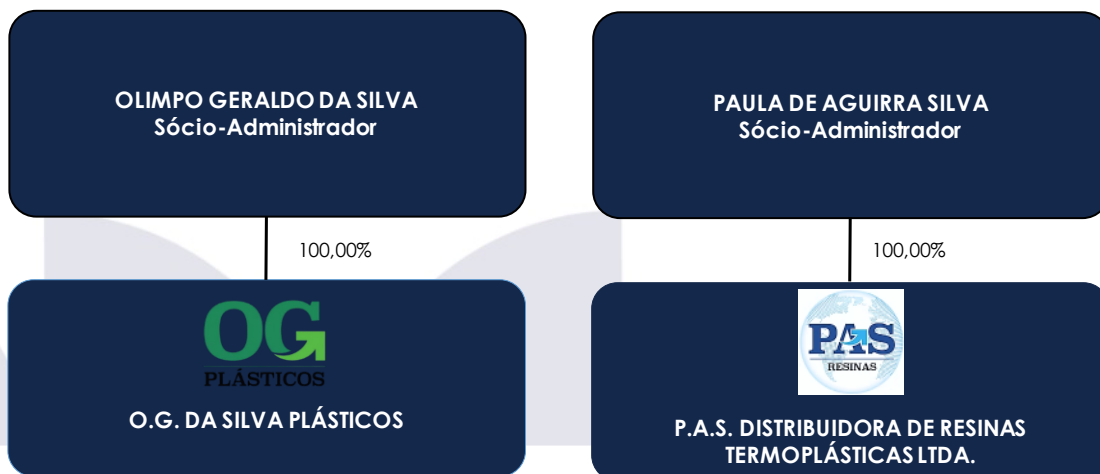 OLIMPO GERALDO DA SILVA
Sócio-Administrador
100,00%
OG
PLÁSTICOS
O.G. DA SILVA PLÁSTICOS
PAULA DE AGUIRRA SILVA
Sócio-Administrador
100,00%
PAS
RESINAS
P.A.S. DISTRIBUIDORA DE RESINAS
TERMOPLÁSTICAS LTDA.